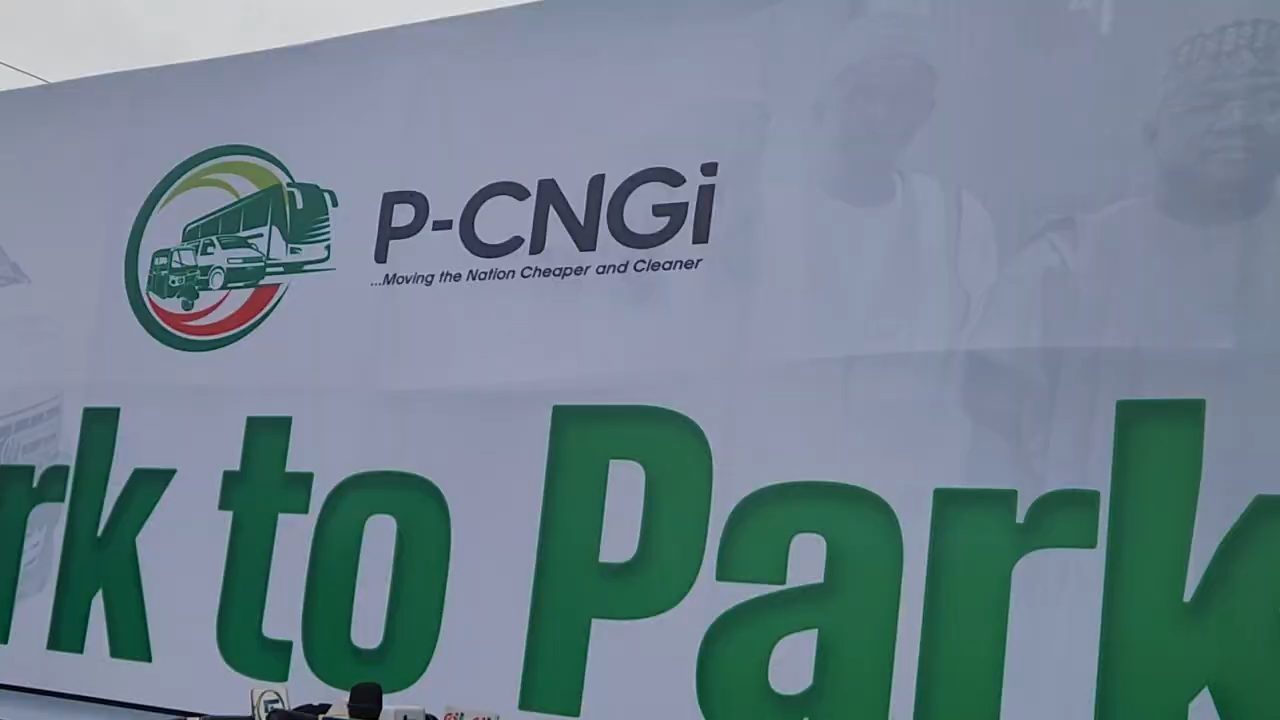 P-CNGi
...Moving the Nation Cheaper and Cleaner
rk to Park